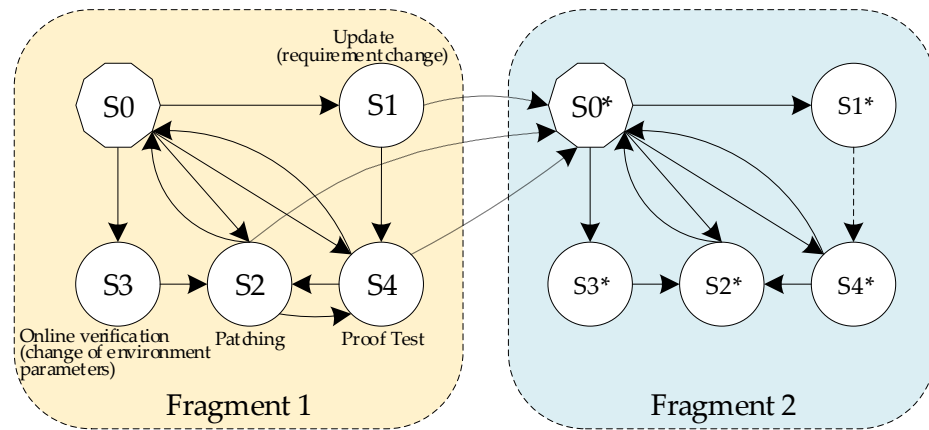 Update
(requirement change)
S0
S1
S0*
S1*
S3
S2
S4
S3*
S2*
S4*
Online verification
(change of environment
parameters)
Patching
Proof Test
Fragment 1
Fragment 2